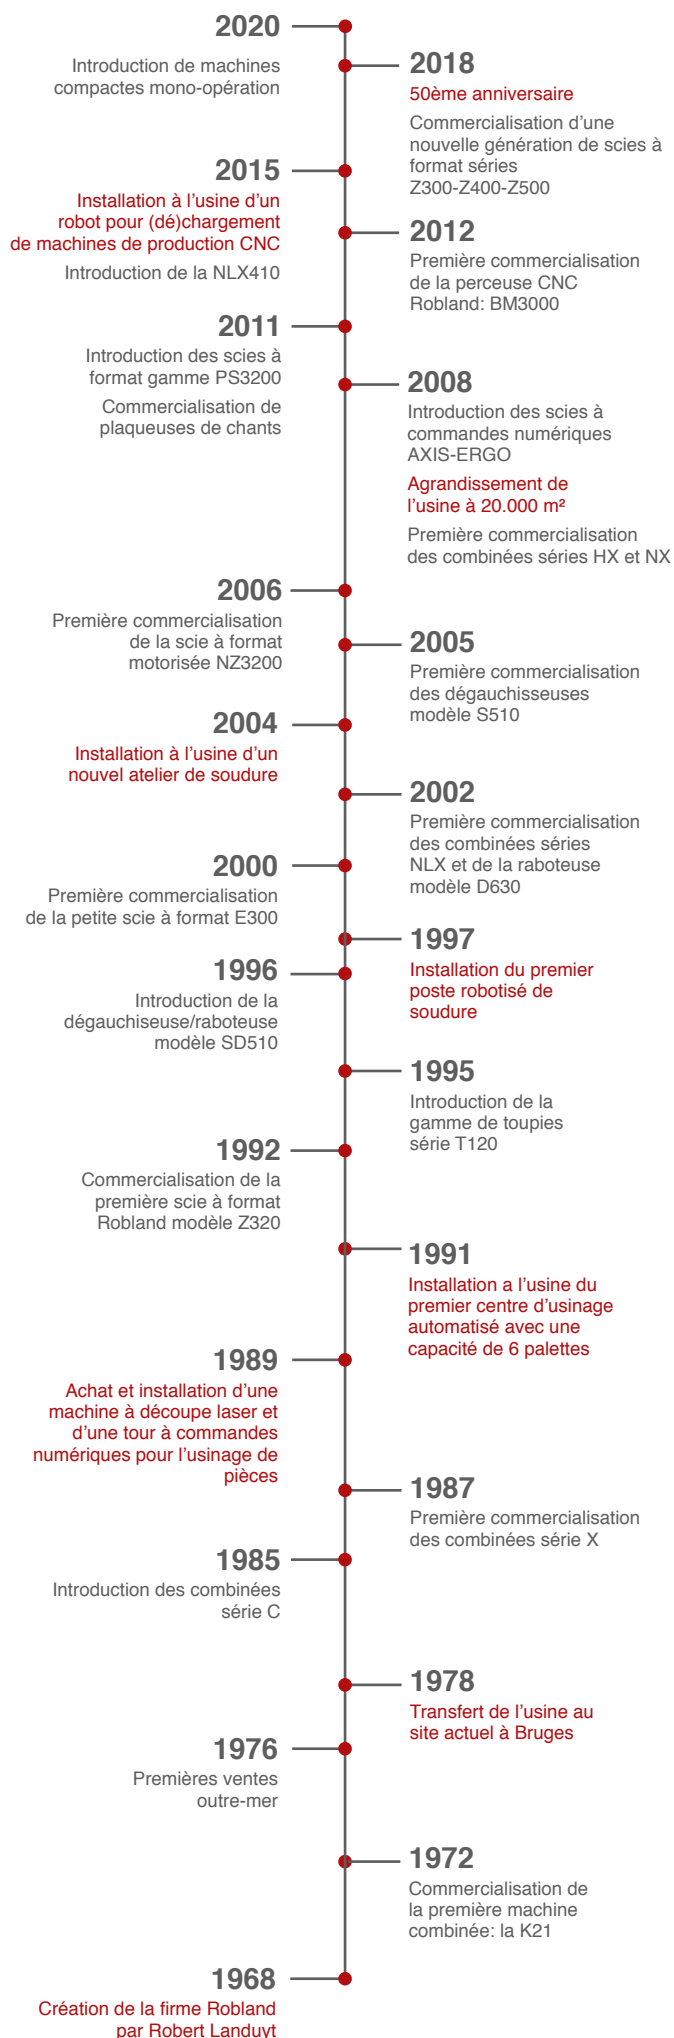 2020
Introduction de machines
compactes mono-opération
2018
50ème anniversaire
Commercialisation d'une
nouvelle génération de scies à
format séries
Z300-Z400-Z500
2015
Installation à l'usine d'un
robot pour (dé)chargement
de machines de production CNC
Introduction de la NLX410
2012
Première commercialisation
de la perceuse CNC
Robland: BM3000
2011
Introduction des scies à
format gamme PS3200
Commercialisation de
plaqueuses de chants
2008
Introduction des scies à
commandes numériques
AXIS-ERGO
Agrandissement de
l'usine à 20.000 m²
Première commercialisation
des combinées séries HX et NX
2006
Première commercialisation
de la scie à format
motorisée NZ3200
2005
Première commercialisation
des dégauchisseuses
modèle S510
2004
Installation à l'usine d'un
nouvel atelier de soudure
2002
Première commercialisation
des combinées séries
NLX et de la raboteuse
modèle D630
2000
Première commercialisation
de la petite scie à format E300
1997
Installation du premier
poste robotisé de
soudure
1996
Introduction de la
dégauchiseuse/raboteuse
modèle SD510
1995
Introduction de la
gamme de toupies
série T120
1992
Commercialisation de la
première scie à format
Robland modèle Z320
1991
Installation a l'usine du
premier centre d'usinage
automatisé avec une
capacité de 6 palettes
1989
Achat et installation d'une
machine à découpe laser et
d'une tour à commandes
numériques pour l'usinage de
pièces
1987
Première commercialisation
des combinées série X
1985
Introduction des combinées
série C
1978
Transfert de l'usine au
site actuel à Bruges
1976
Premières ventes
outre-mer
1972
Commercialisation de
la première machine
combinée: la K21
1968
Création de la firme Robland
par Robert Landuyt